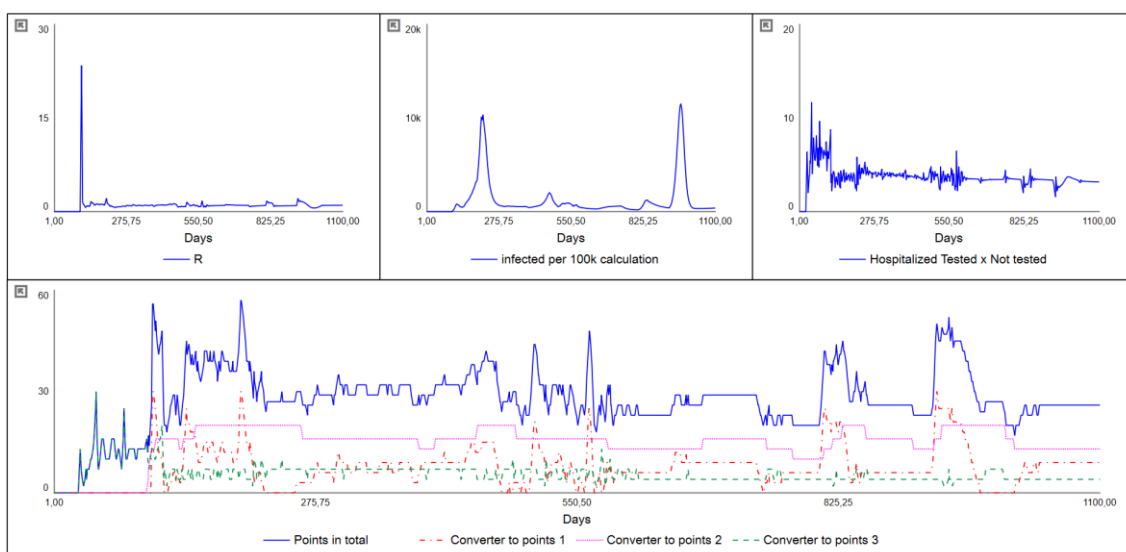 30
15
0
1,00 275,75 550,50 825,25 1100,00
Days
R
20k
10k
0
1,00 275,75 550,50 825,25 1100,00
Days
infected per 100k calculation
20
10
0
1,00 275,75 550,50 825,25 1100,00
Days
Hospitalized Tested x Not tested
60
30
0
1,00 275,75 550,50 825,25 1100,00
Days
Points in total Converter to points 1 Converter to points 2 Converter to points 3